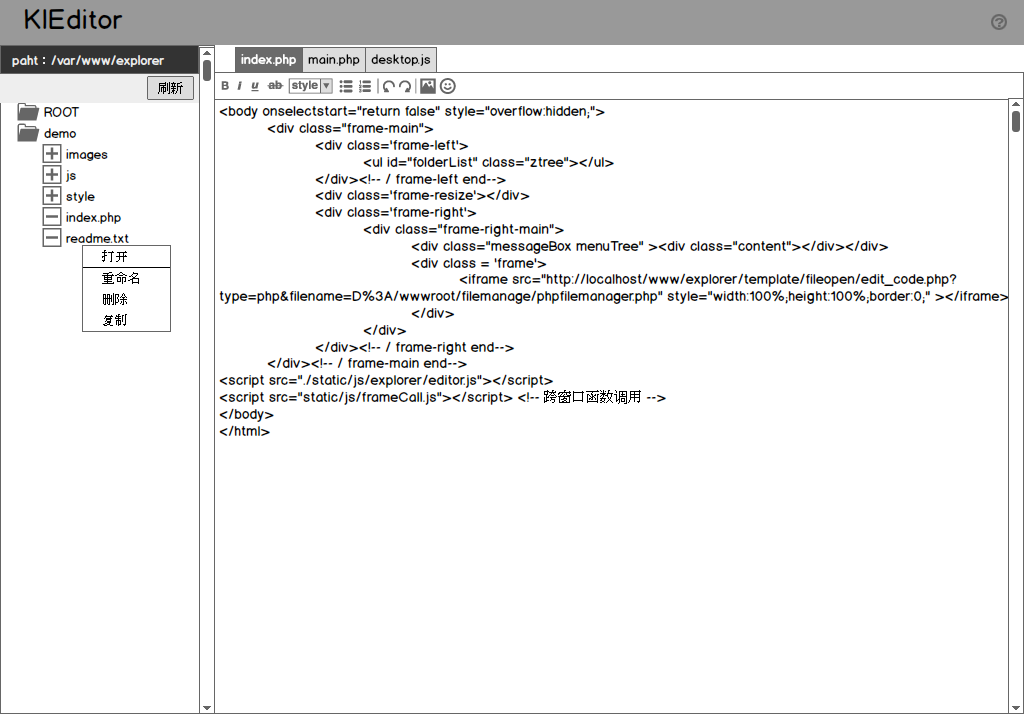 KIEditor
paht：/var/www/explorer
刷新
ROOT
demo
images
js
style
index.php
readme.txt
打开
重命名
删除
复制
index.php main.php desktop.js
B I u ab style
<body onselectstart="return false" style="overflow:hidden;">
<div class="frame-main">
<div class='frame-left'>
<ul id="folderList" class="ztree"></ul>
</div><!-- / frame-left end-->
<div class='frame-resize'></div>
<div class='frame-right'>
<div class="frame-right-main">
<div class="messageBox menuTree" ><div class="content"></div></div>
<div class = 'frame'>
<iframe src="http://localhost/www/explorer/template/fileopen/edit_code.php?
type=php&filename=D%3A/wwwroot/filemanage/phpfilemanager.php" style="width:100%;height:100%;border:0;" ></iframe>
</div>
</div>
</div><!-- / frame-right end-->
</div><!-- / frame-main end-->
<script src="./static/js/explorer/editor.js"></script>
<script src="static/js/frameCall.js"></script> <!-- 跨窗口函数调用 -->
</body>
</html>